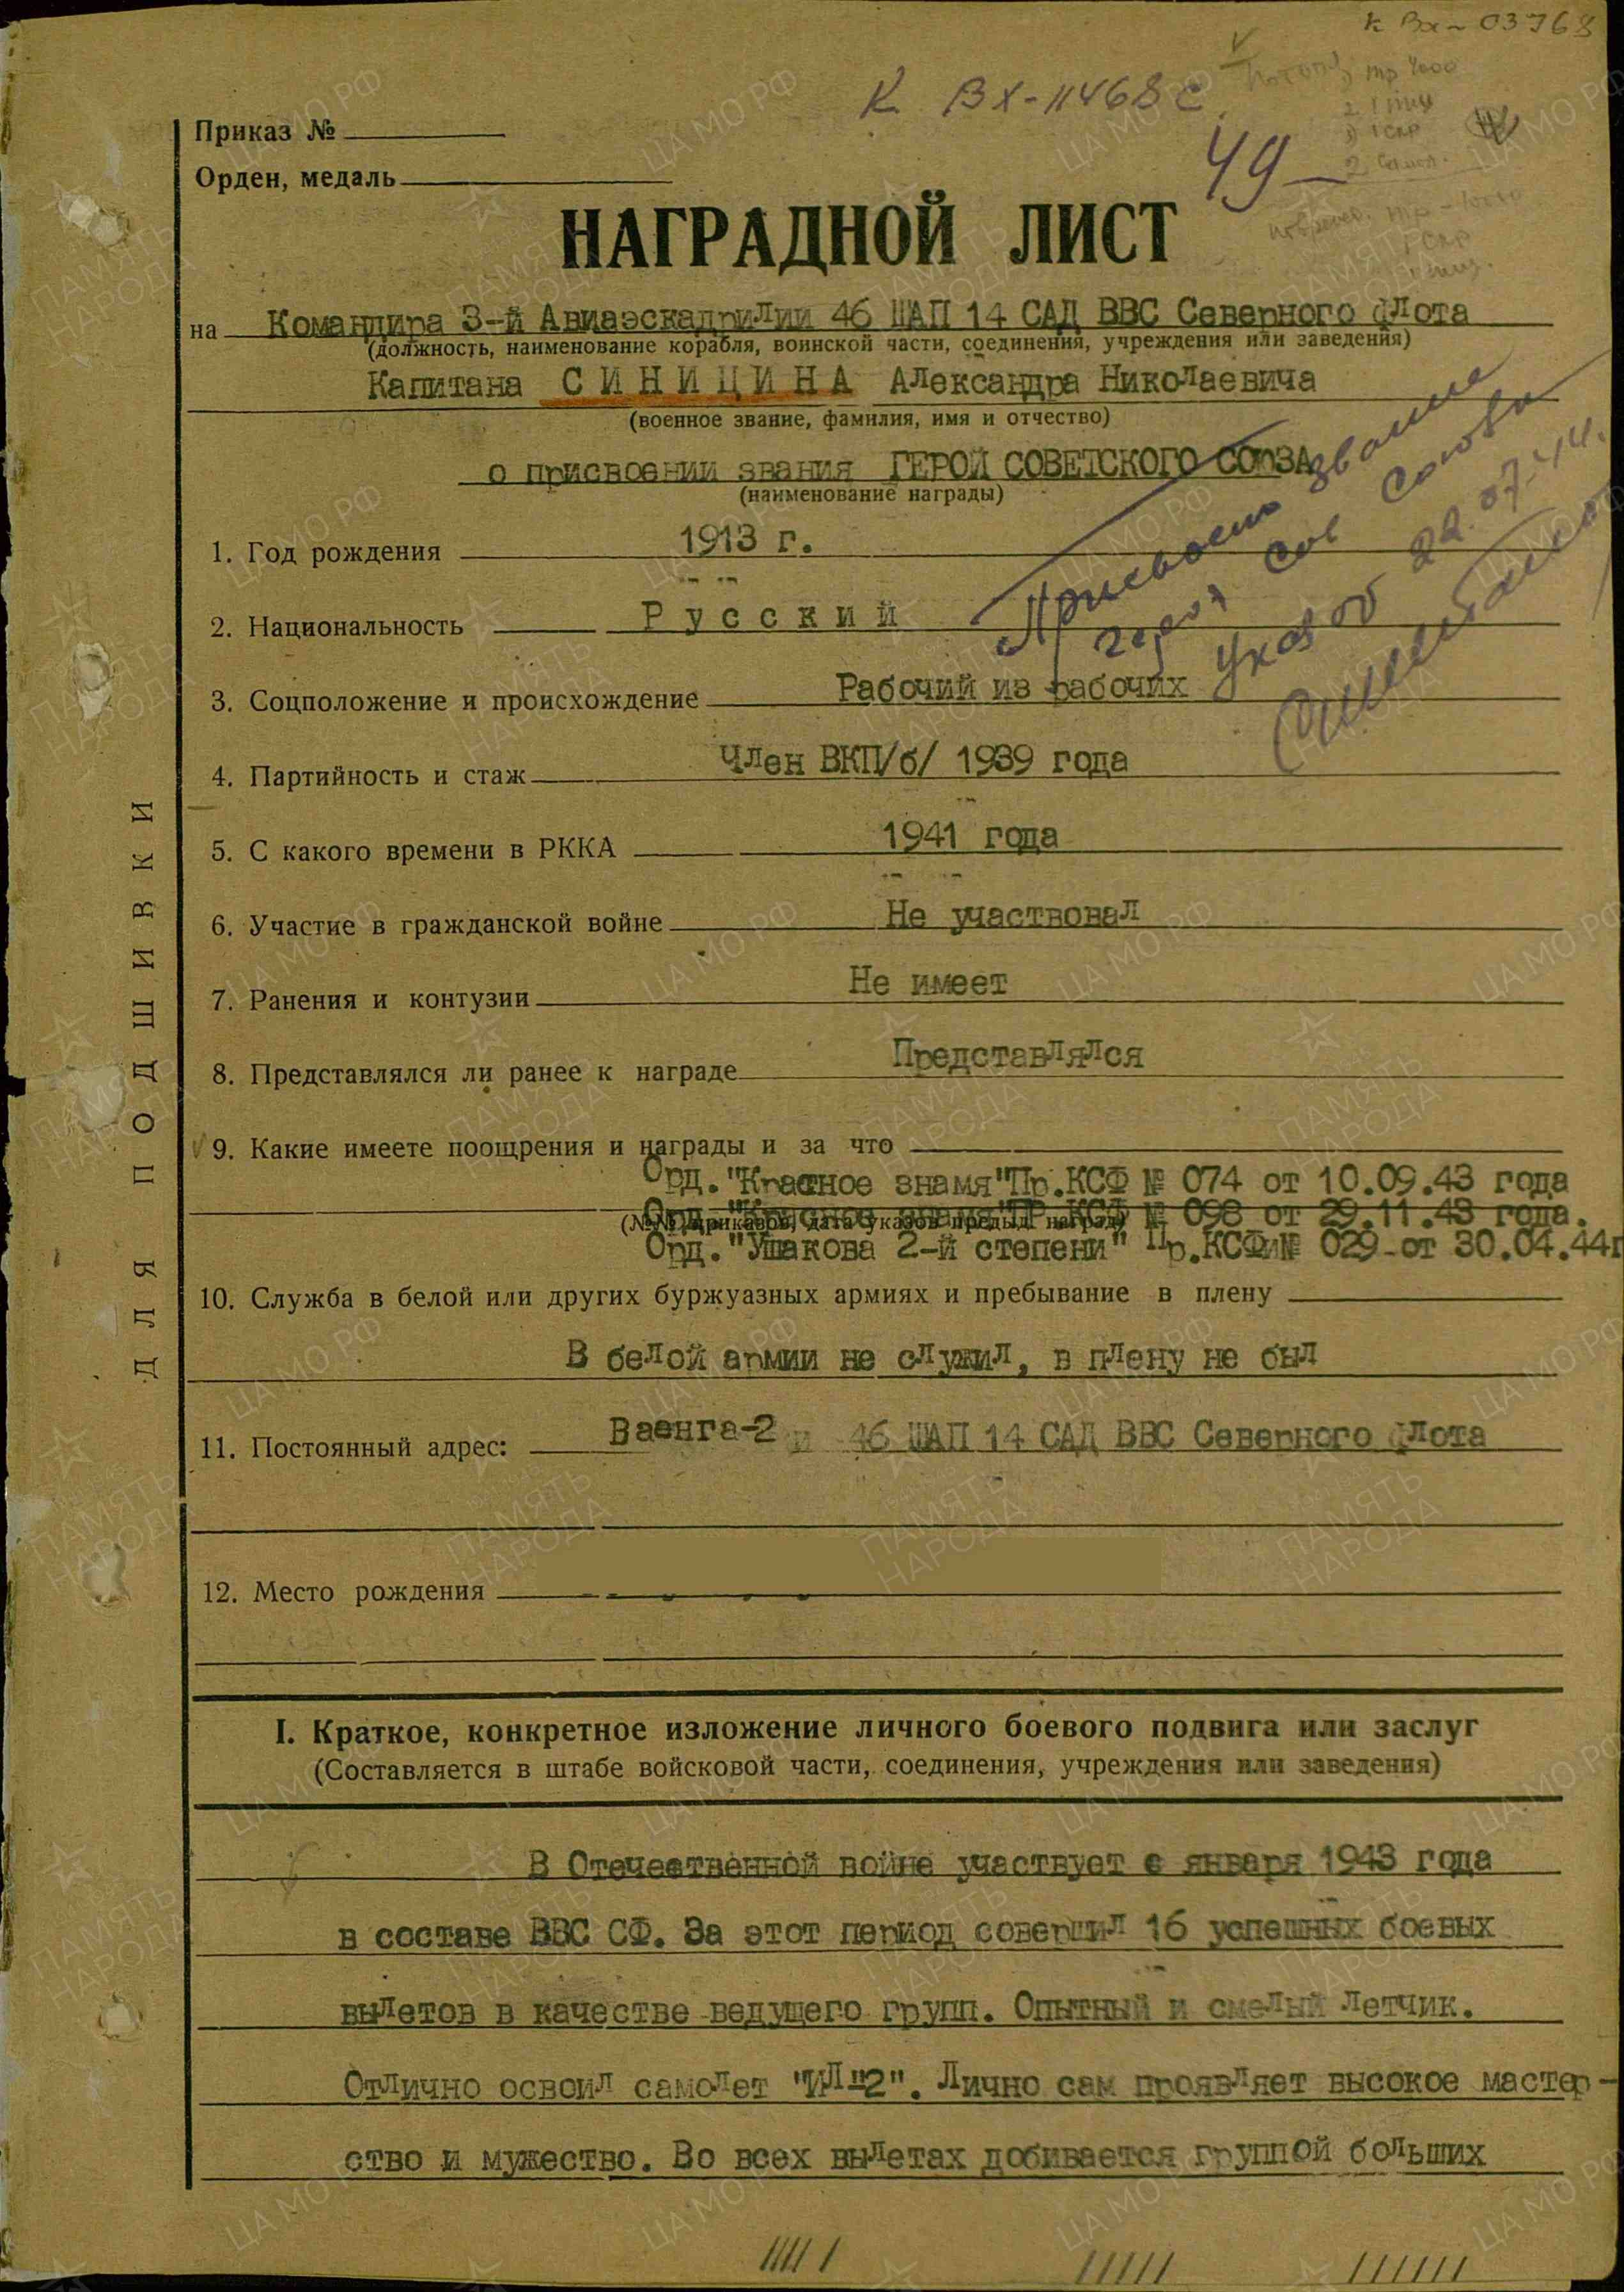 к Вх- 03768
К ВХ-11468с
49
Приказ №
Орден, медаль
НАГРАДНОЙ ЛИСТ
на Командира 3-й Авиаэскадрилии 46 ШАП 14 САД ВВС Северного флота
(должность, наименование корабля, воинской части, соединения, учреждения или заведения)
Капитана СИНИЦИНА Александра Николаевича
(военное звание, фамилия, имя и отчество)
о присвоении звания ГЕРОЙ СОВЕТСКОГО СОЮЗА
(наименование награды)
Присвоено звание
героя Сов Союза
Указ от 22.07.44.
1. Год рождения 1913 г.
2. Национальность Русский
3. Соцположение и происхождение Рабочий из рабочих
4. Партийность и стаж Член ВКП/б/ 1939 года
5. С какого времени в РККА 1941 года
6. Участие в гражданской войне Не участвовал
7. Ранения и контузии Не имеет
8. Представлялся ли ранее к награде Представлялся
9. Какие имеете поощрения и награды и за что
Орд. "Красное знамя" Пр.КСФ № 074 от 10.09.43 года
Орд. "Красное знамя" Пр. КСФ № 098 от 29.11.43 года.
(№№ приказов, дата указов предыд. наград)
Орд. "Ушакова 2-й степени" Пр.КСФ № 029 от 30.04.44г
10. Служба в белой или других буржуазных армиях и пребывание в плену
В белой армии не служил, в плену не был
11. Постоянный адрес: Ваенга-2 46 ШАП 14 САД ВВС Северного флота
12. Место рождения
ДЛЯ ПОДШИВКИ
I. Краткое, конкретное изложение личного боевого подвига или заслуг
(Составляется в штабе войсковой части, соединения, учреждения или заведения)
В Отечественной войне участвует с января 1943 года
в составе ВВС СФ. За этот период совершил 16 успешных боевых
вылетов в качестве ведущего групп. Опытный и смелый летчик.
Отлично освоил самолет "ИЛ-2". Лично сам проявляет высокое мастер-
ство и мужество. Во всех вылетах добивается группой больших
ПАМЯТЬ НАРОДА
ЦА МО РФ